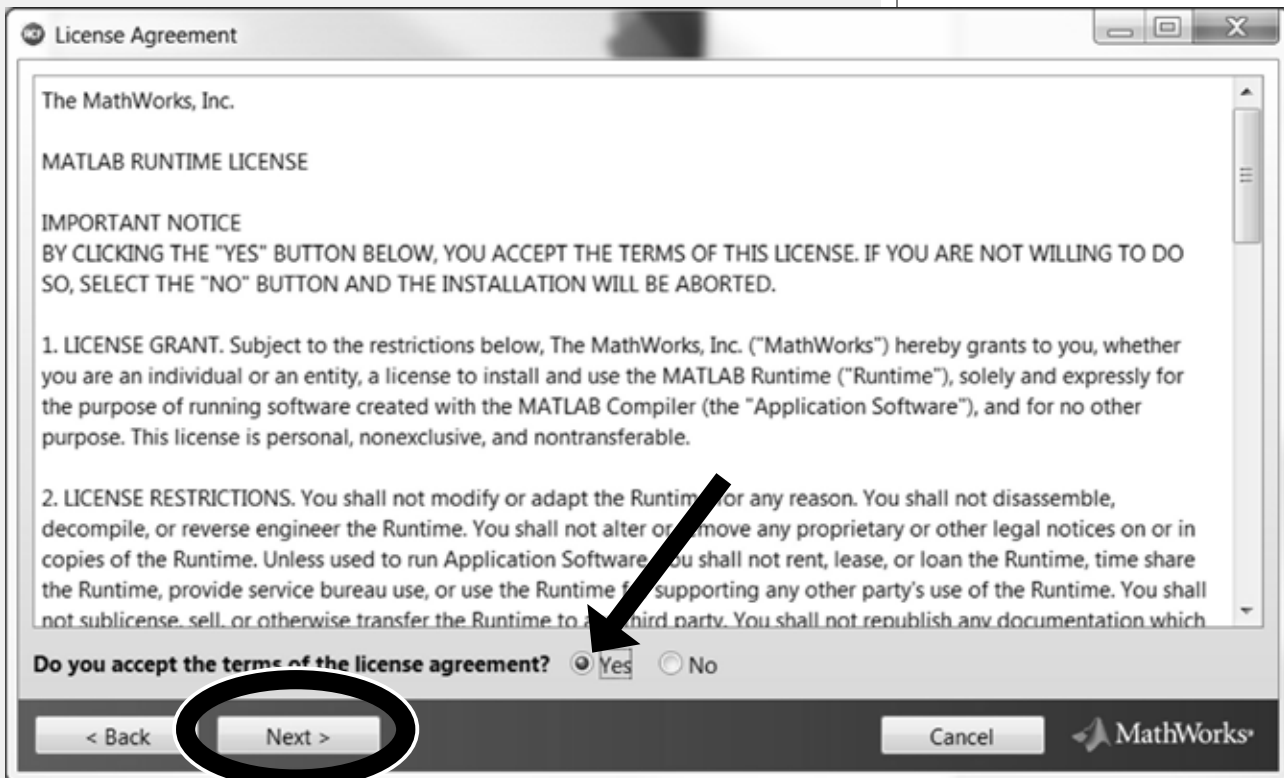 License Agreement
The MathWorks, Inc.
MATLAB RUNTIME LICENSE
IMPORTANT NOTICE
BY CLICKING THE "YES" BUTTON BELOW, YOU ACCEPT THE TERMS OF THIS LICENSE. IF YOU ARE NOT WILLING TO DO
SO, SELECT THE "NO" BUTTON AND THE INSTALLATION WILL BE ABORTED.
1. LICENSE GRANT. Subject to the restrictions below, The MathWorks, Inc. ("MathWorks") hereby grants to you, whether
you are an individual or an entity, a license to install and use the MATLAB Runtime ("Runtime"), solely and expressly for
the purpose of running software created with the MATLAB Compiler (the "Application Software"), and for no other
purpose. This license is personal, nonexclusive, and nontransferable.
2. LICENSE RESTRICTIONS. You shall not modify or adapt the Runtime for any reason. You shall not disassemble,
decompile, or reverse engineer the Runtime. You shall not alter or remove any proprietary or other legal notices on or in
copies of the Runtime. Unless used to run Application Software, you shall not rent, lease, or loan the Runtime, time share
the Runtime, provide service bureau use, or use the Runtime for supporting any other party's use of the Runtime. You shall
not sublicense, sell, or otherwise transfer the Runtime to any third party. You shall not republish any documentation which
Do you accept the terms of the license agreement? Yes No
< Back Next > Cancel MathWorks